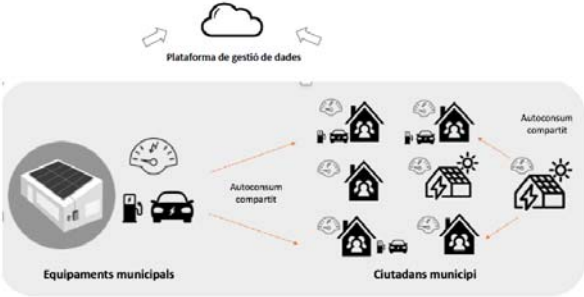 Plataforma de gestió de dades
Autoconsum
compartit
Autoconsum
compartit
Equipaments municipals
Ciutadans municipi